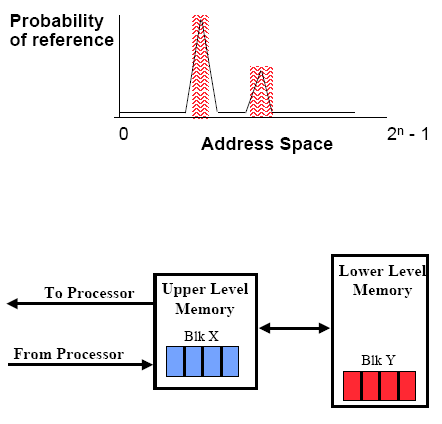 Probability
of reference
0
Address Space
2ⁿ - 1
To Processor
From Processor
Upper Level
Memory
Blk X
Lower Level
Memory
Blk Y